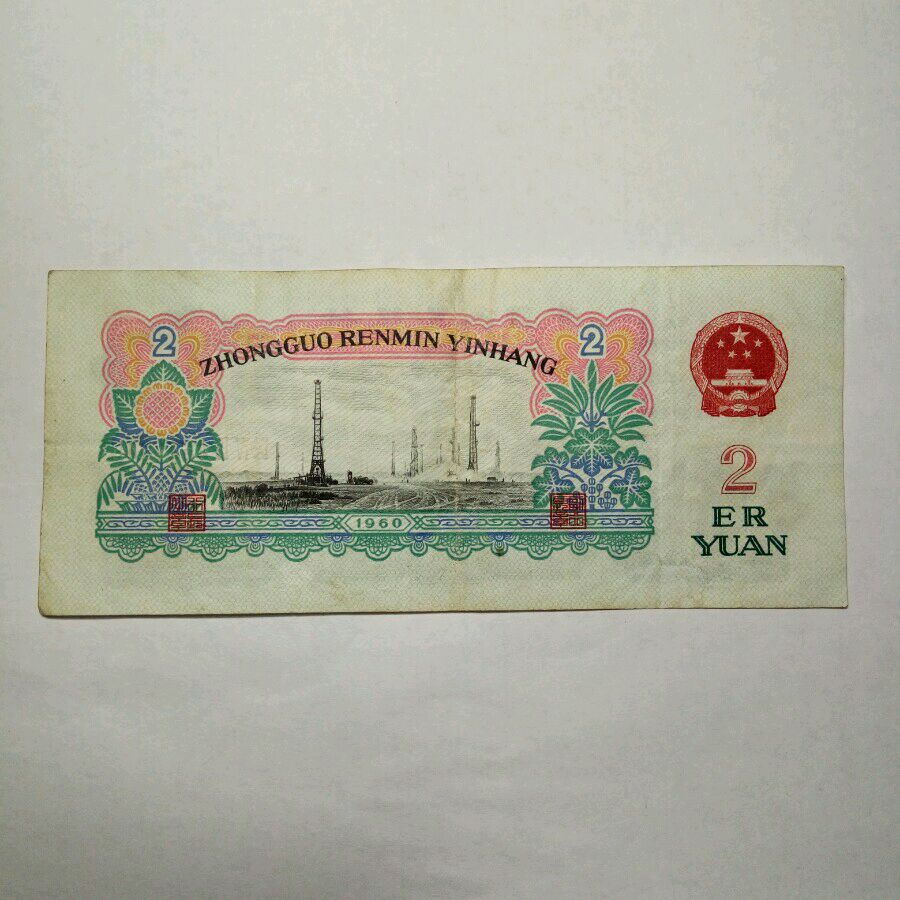 2
2
ZHONGGUO RENMIN YINHANG
1960
2
ER
YUAN